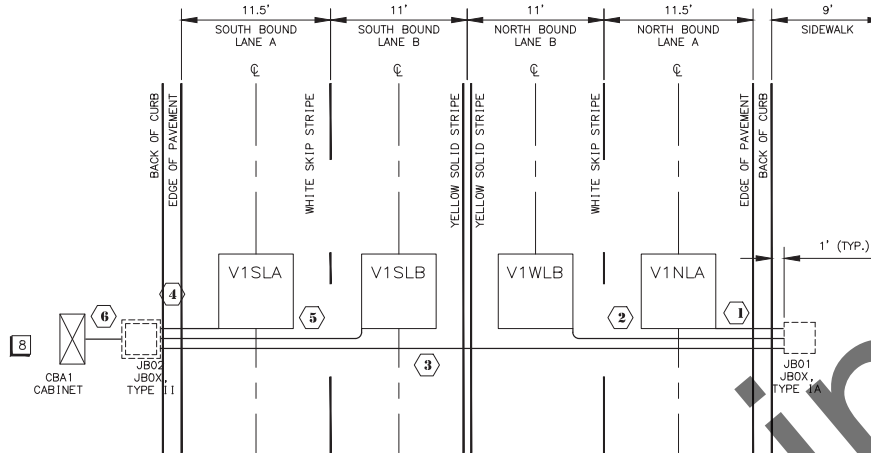 11.5'
11'
11'
11.5'
9'
SOUTH BOUND
LANE A
SOUTH BOUND
LANE B
NORTH BOUND
LANE B
NORTH BOUND
LANE A
SIDEWALK
℄
℄
℄
℄
BACK OF CURB
EDGE OF PAVEMENT
WHITE SKIP STRIPE
YELLOW SOLID STRIPE
YELLOW SOLID STRIPE
WHITE SKIP STRIPE
EDGE OF PAVEMENT
BACK OF CURB
1' (TYP.)
V1SLA
V1SLB
V1WLB
V1NLA
4
6
5
2
1
8
3
CBA1
CABINET
JB02
JBOX,
TYPE II
JB01
JBOX,
TYPE IA